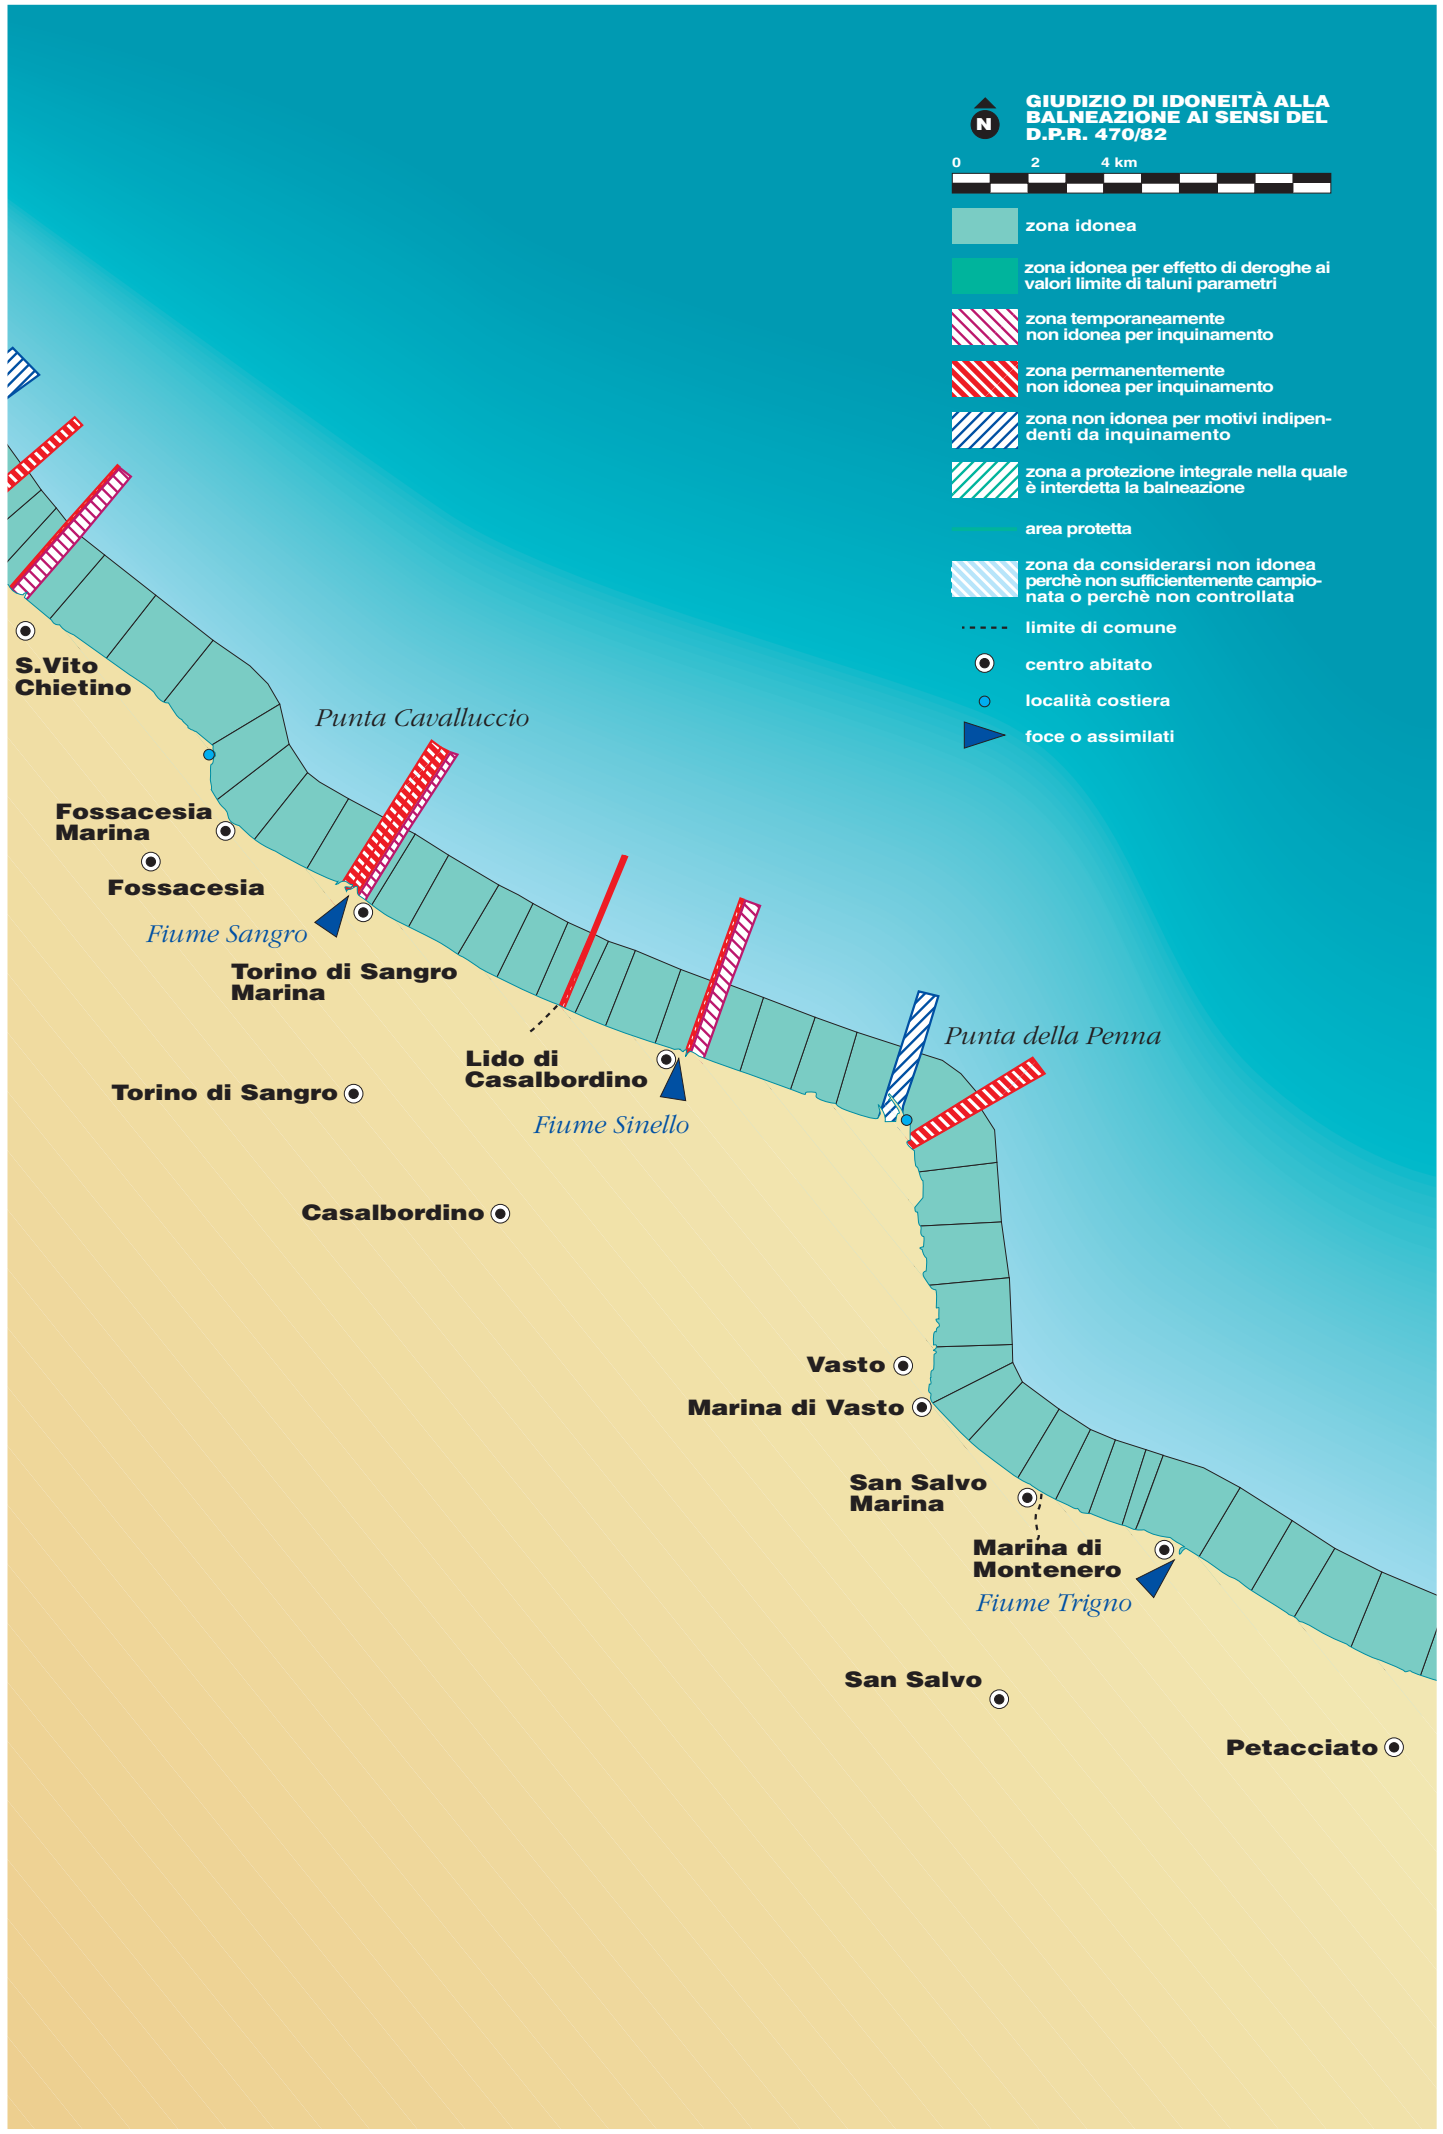 N
GIUDIZIO DI IDONEITÀ ALLA
BALNEAZIONE AI SENSI DEL
D.P.R. 470/82
0 2 4 km
zona idonea
zona idonea per effetto di deroghe ai
valori limite di taluni parametri
zona temporaneamente
non idonea per inquinamento
zona permanentemente
non idonea per inquinamento
zona non idonea per motivi indipen-
denti da inquinamento
zona a protezione integrale nella quale
è interdetta la balneazione
area protetta
zona da considerarsi non idonea
perchè non sufficientemente campio-
nata o perchè non controllata
limite di comune
centro abitato
località costiera
foce o assimilati
S.Vito
Chietino
Punta Cavalluccio
Fossacesia
Marina
Fossacesia
Fiume Sangro
Torino di Sangro
Marina
Punta della Penna
Lido di
Casalbordino
Torino di Sangro
Fiume Sinello
Casalbordino
Vasto
Marina di Vasto
San Salvo
Marina
Marina di
Montenero
Fiume Trigno
San Salvo
Petacciato